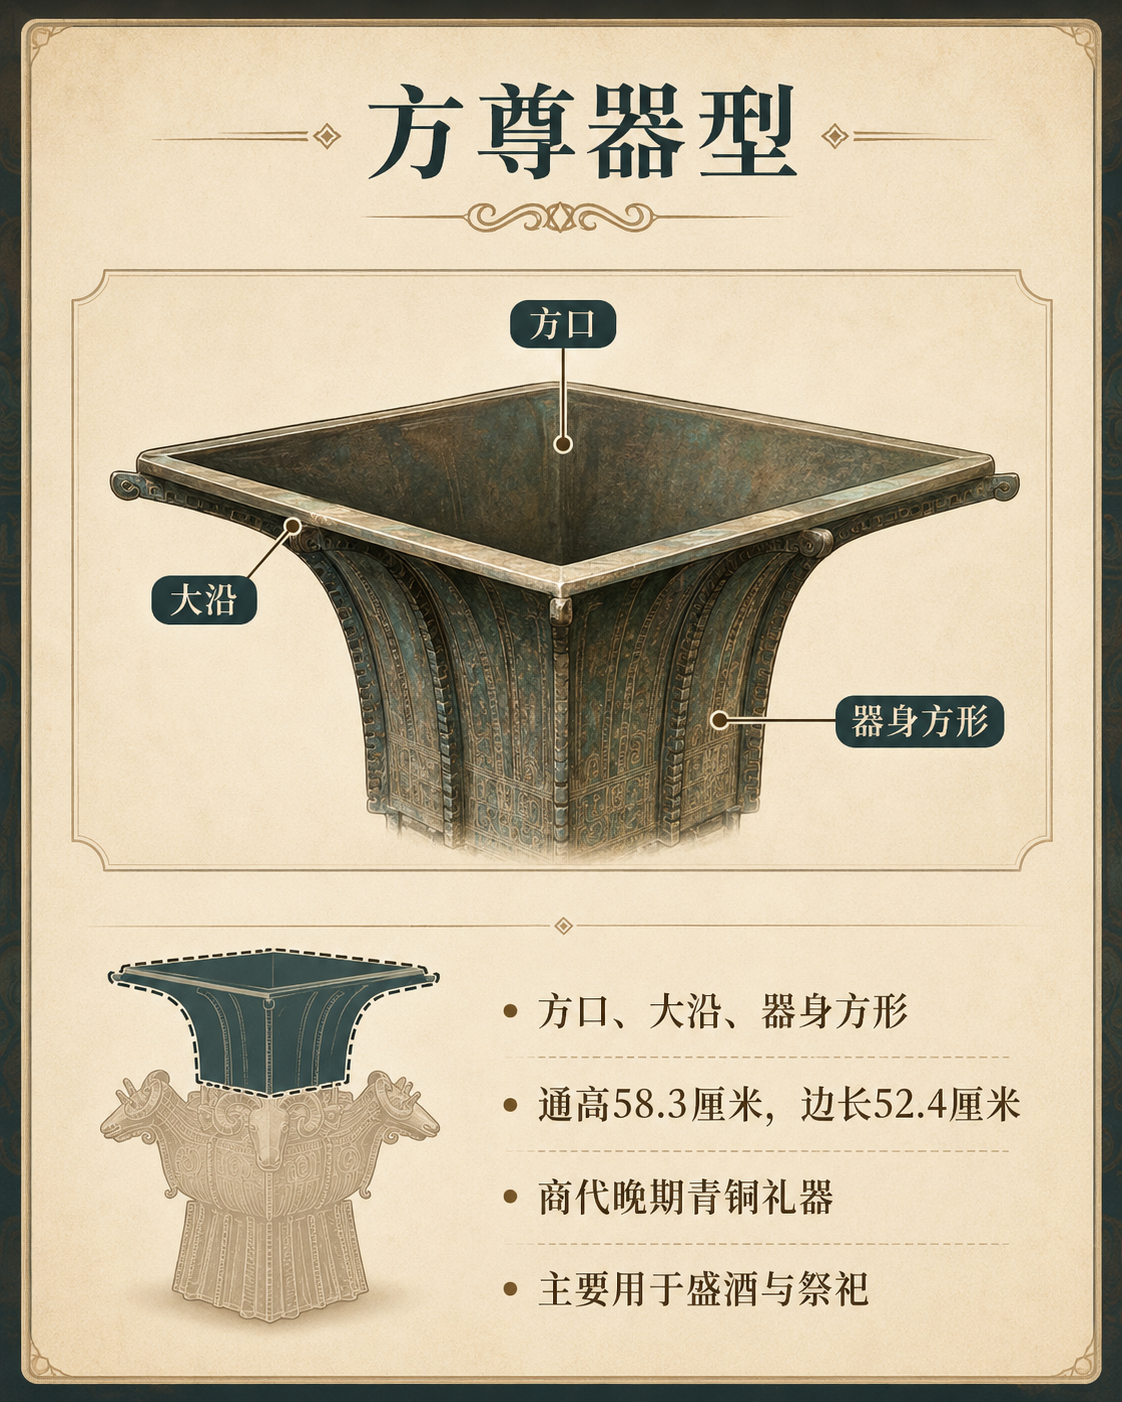 方尊器型
方口
大沿
器身方形
方口、大沿、器身方形
通高58.3厘米，边长52.4厘米
商代晚期青铜礼器
主要用于盛酒与祭祀